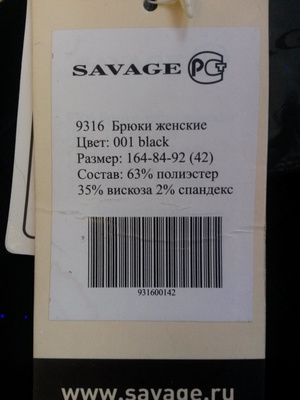 SAVAGE РСТ
9316 Брюки женские
Цвет: 001 black
Размер: 164-84-92 (42)
Состав: 63% полиэстер
35% вискоза 2% спандекс
931600142
www.savage.ru